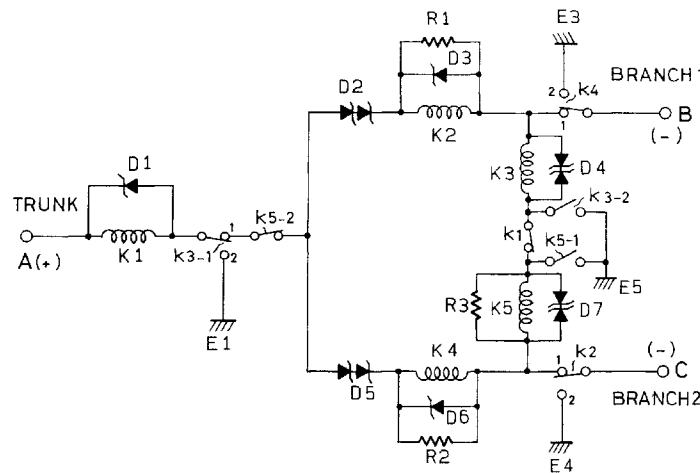 R1
E3
D3
2
k4
BRANCH 1
D2
K2
1
B
(-)
K3
D4
D1
k3-2
TRUNK
k5-2
k1
1
k5-1
A(+)
K1
k3-1
2
E5
R3
K5
D7
E1
K4
(-)
1
k2
C
D5
2
BRANCH2
D6
R2
E4